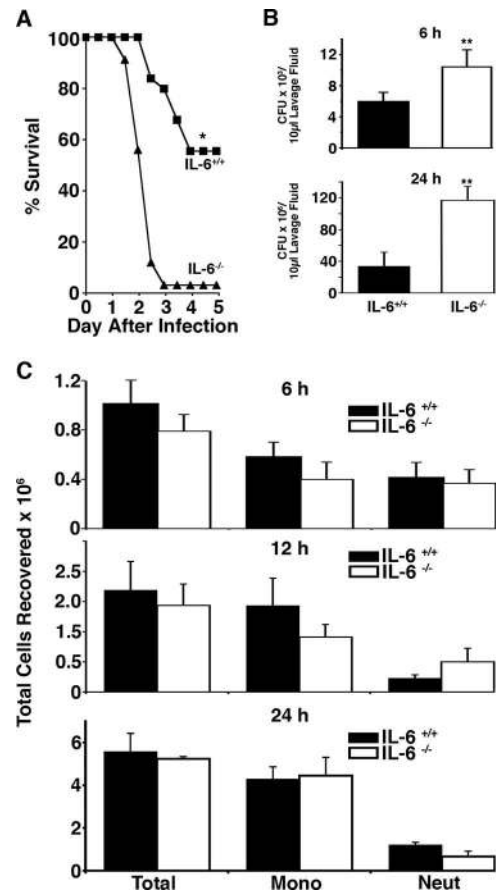 A
100
80
60
40
20
0
% Survival
*
IL-6+/+
IL-6-/-
0 1 2 3 4 5
Day After Infection
B
6 h
**
12
8
4
0
CFU x 10⁵/
10µl Lavage Fluid
24 h
**
120
80
40
0
CFU x 10⁶/
10µl Lavage Fluid
IL-6+/+ IL-6-/-
C
6 h
IL-6 +/+
IL-6 -/-
1.2
0.8
0.4
0
12 h
IL-6 +/+
IL-6 -/-
2.5
2.0
1.5
0.5
0
24 h
IL-6 +/+
IL-6 -/-
6
4
2
0
Total Cells Recovered x 10⁶
Total Mono Neut